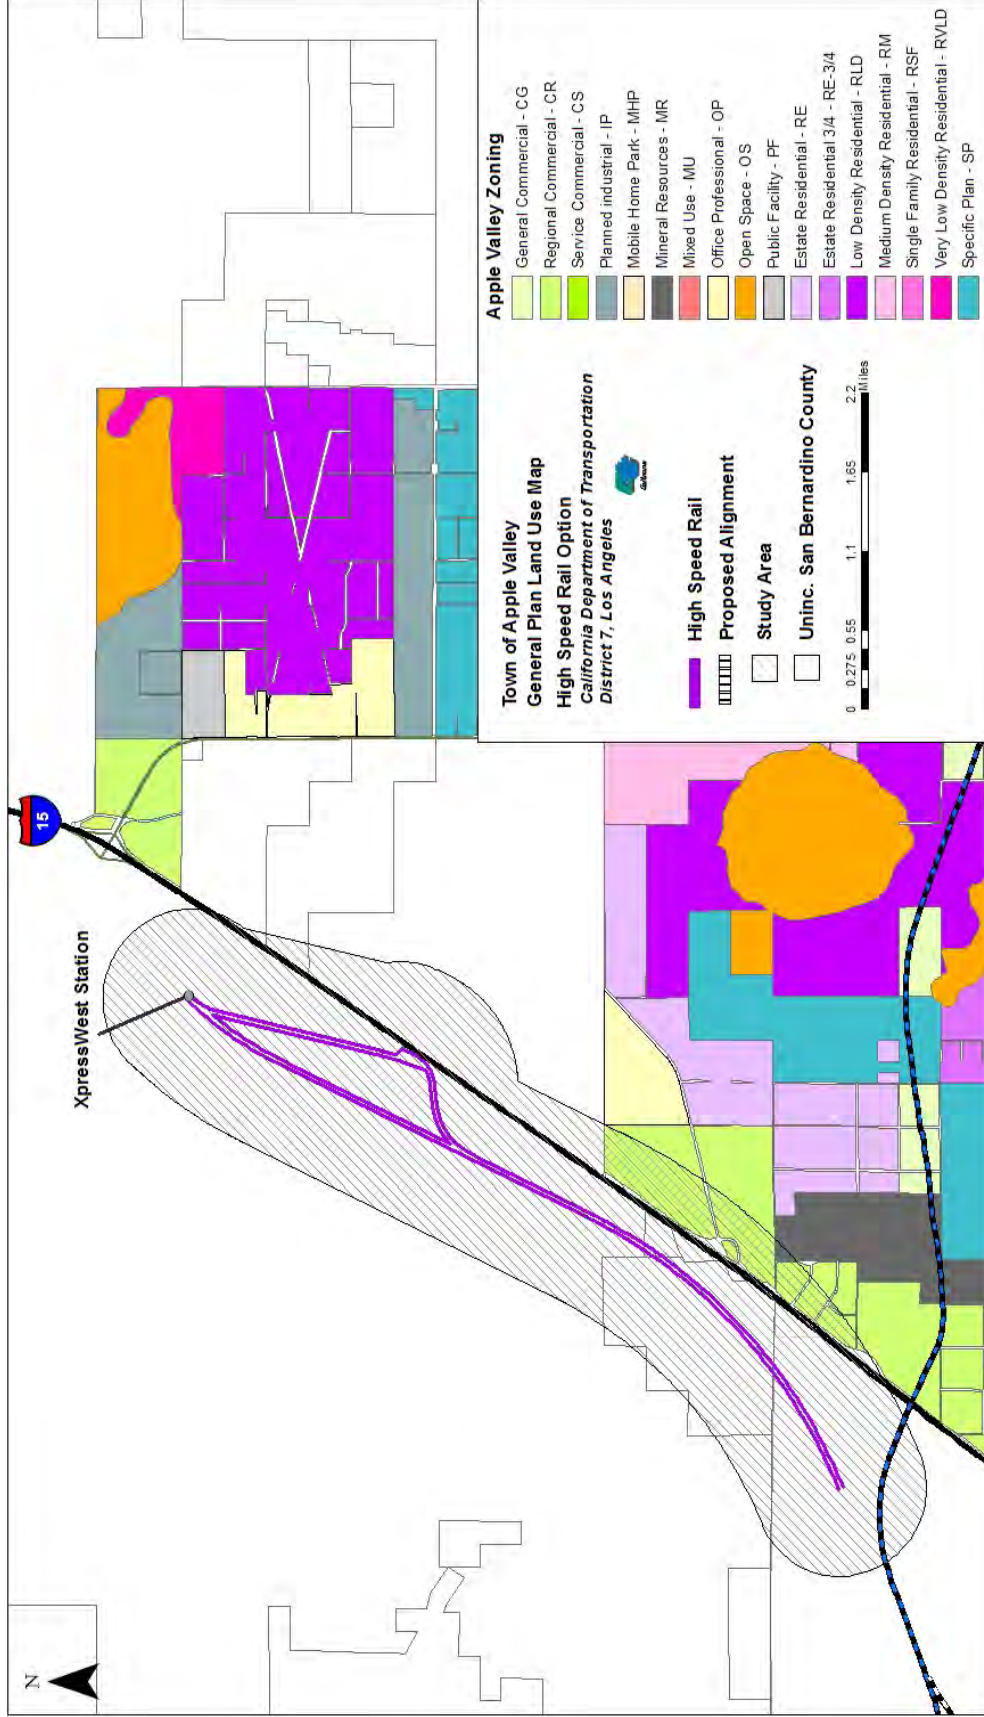 N
15
XpressWest Station
Town of Apple Valley
General Plan Land Use Map
High Speed Rail Option
California Department of Transportation
District 7, Los Angeles
High Speed Rail
Proposed Alignment
Study Area
Uninc. San Bernardino County
0 0.275 0.55 1.1 1.65 2.2
Miles
Apple Valley Zoning
General Commercial - CG
Regional Commercial - CR
Service Commercial - CS
Planned industrial - IP
Mobile Home Park - MHP
Mineral Resources - MR
Mixed Use - MU
Office Professional - OP
Open Space - OS
Public Facility - PF
Estate Residential - RE
Estate Residential 3/4 - RE-3/4
Low Density Residential - RLD
Medium Density Residential - RM
Single Family Residential - RSF
Very Low Density Residential - RVLD
Specific Plan - SP